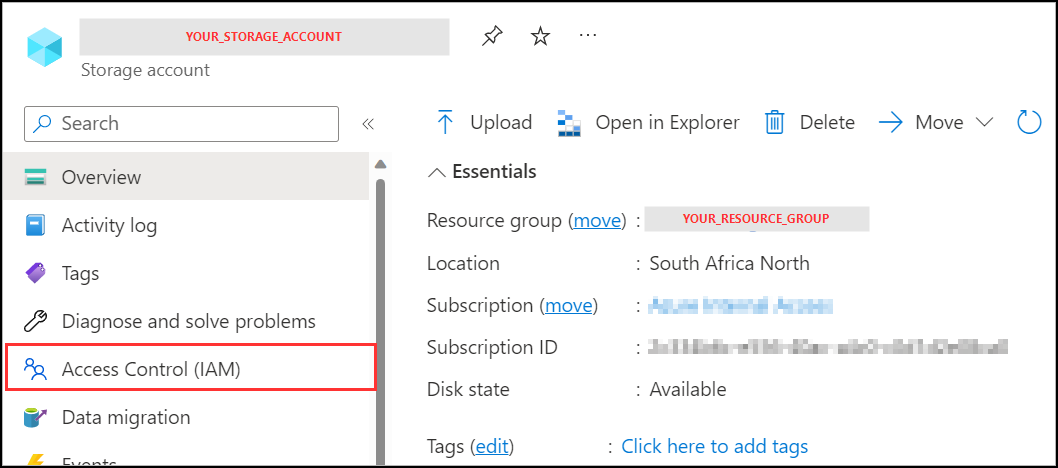 YOUR_STORAGE_ACCOUNT
Storage account
Search
Upload
Open in Explorer
Delete
Move
Overview
Activity log
Tags
Diagnose and solve problems
Access Control (IAM)
Data migration
Events
Essentials
Resource group (move) : YOUR_RESOURCE_GROUP
Location : South Africa North
Subscription (move) :
Subscription ID :
Disk state : Available
Tags (edit) : Click here to add tags